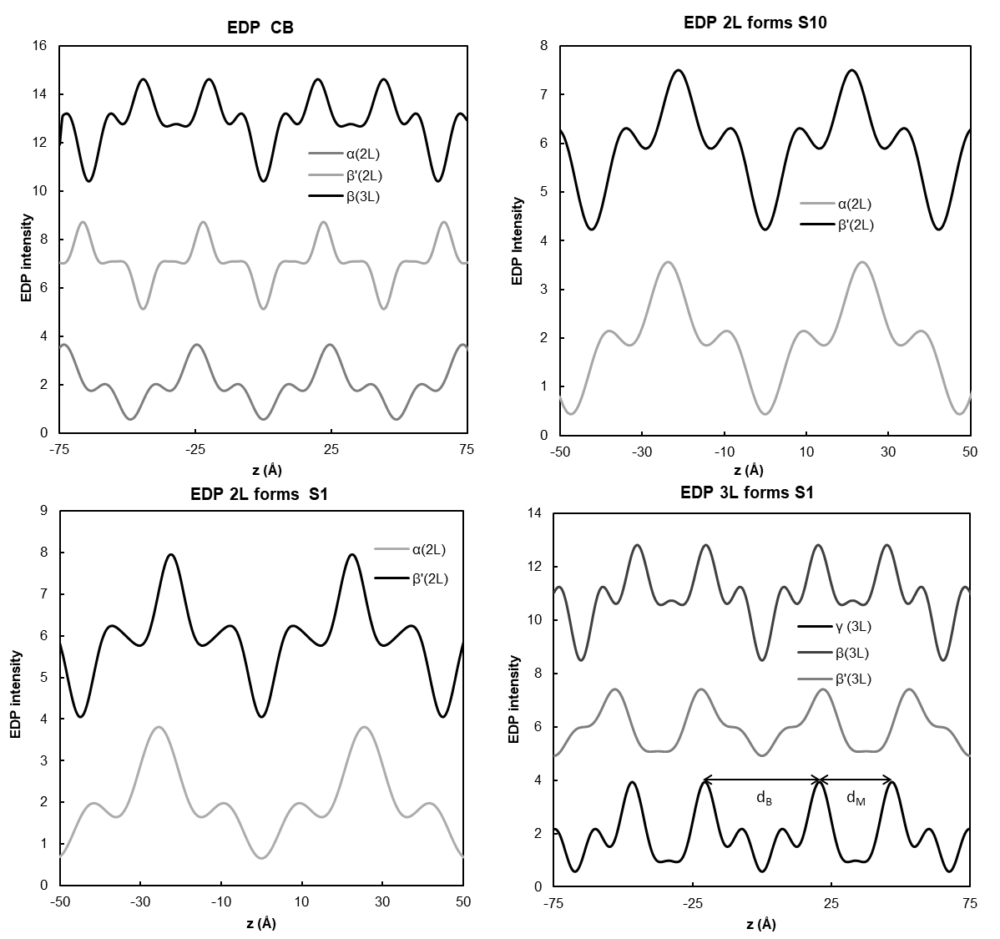 EDP CB
16
14
12
10
8
6
4
2
0
EDP intensity
α(2L)
β'(2L)
β(3L)
-75
-25
25
75
z (Å)
EDP 2L forms S10
8
7
6
5
4
3
2
1
0
EDP Intensity
α(2L)
β'(2L)
-50
-30
-10
10
30
50
z (Å)
EDP 2L forms S1
9
8
7
6
5
4
3
2
1
0
EDP intensity
α(2L)
β'(2L)
-50
-30
-10
10
30
50
z (Å)
EDP 3L forms S1
14
12
10
8
6
4
2
0
EDP intensity
γ (3L)
β(3L)
β'(3L)
dB
dM
-75
-25
25
75
z (Å)